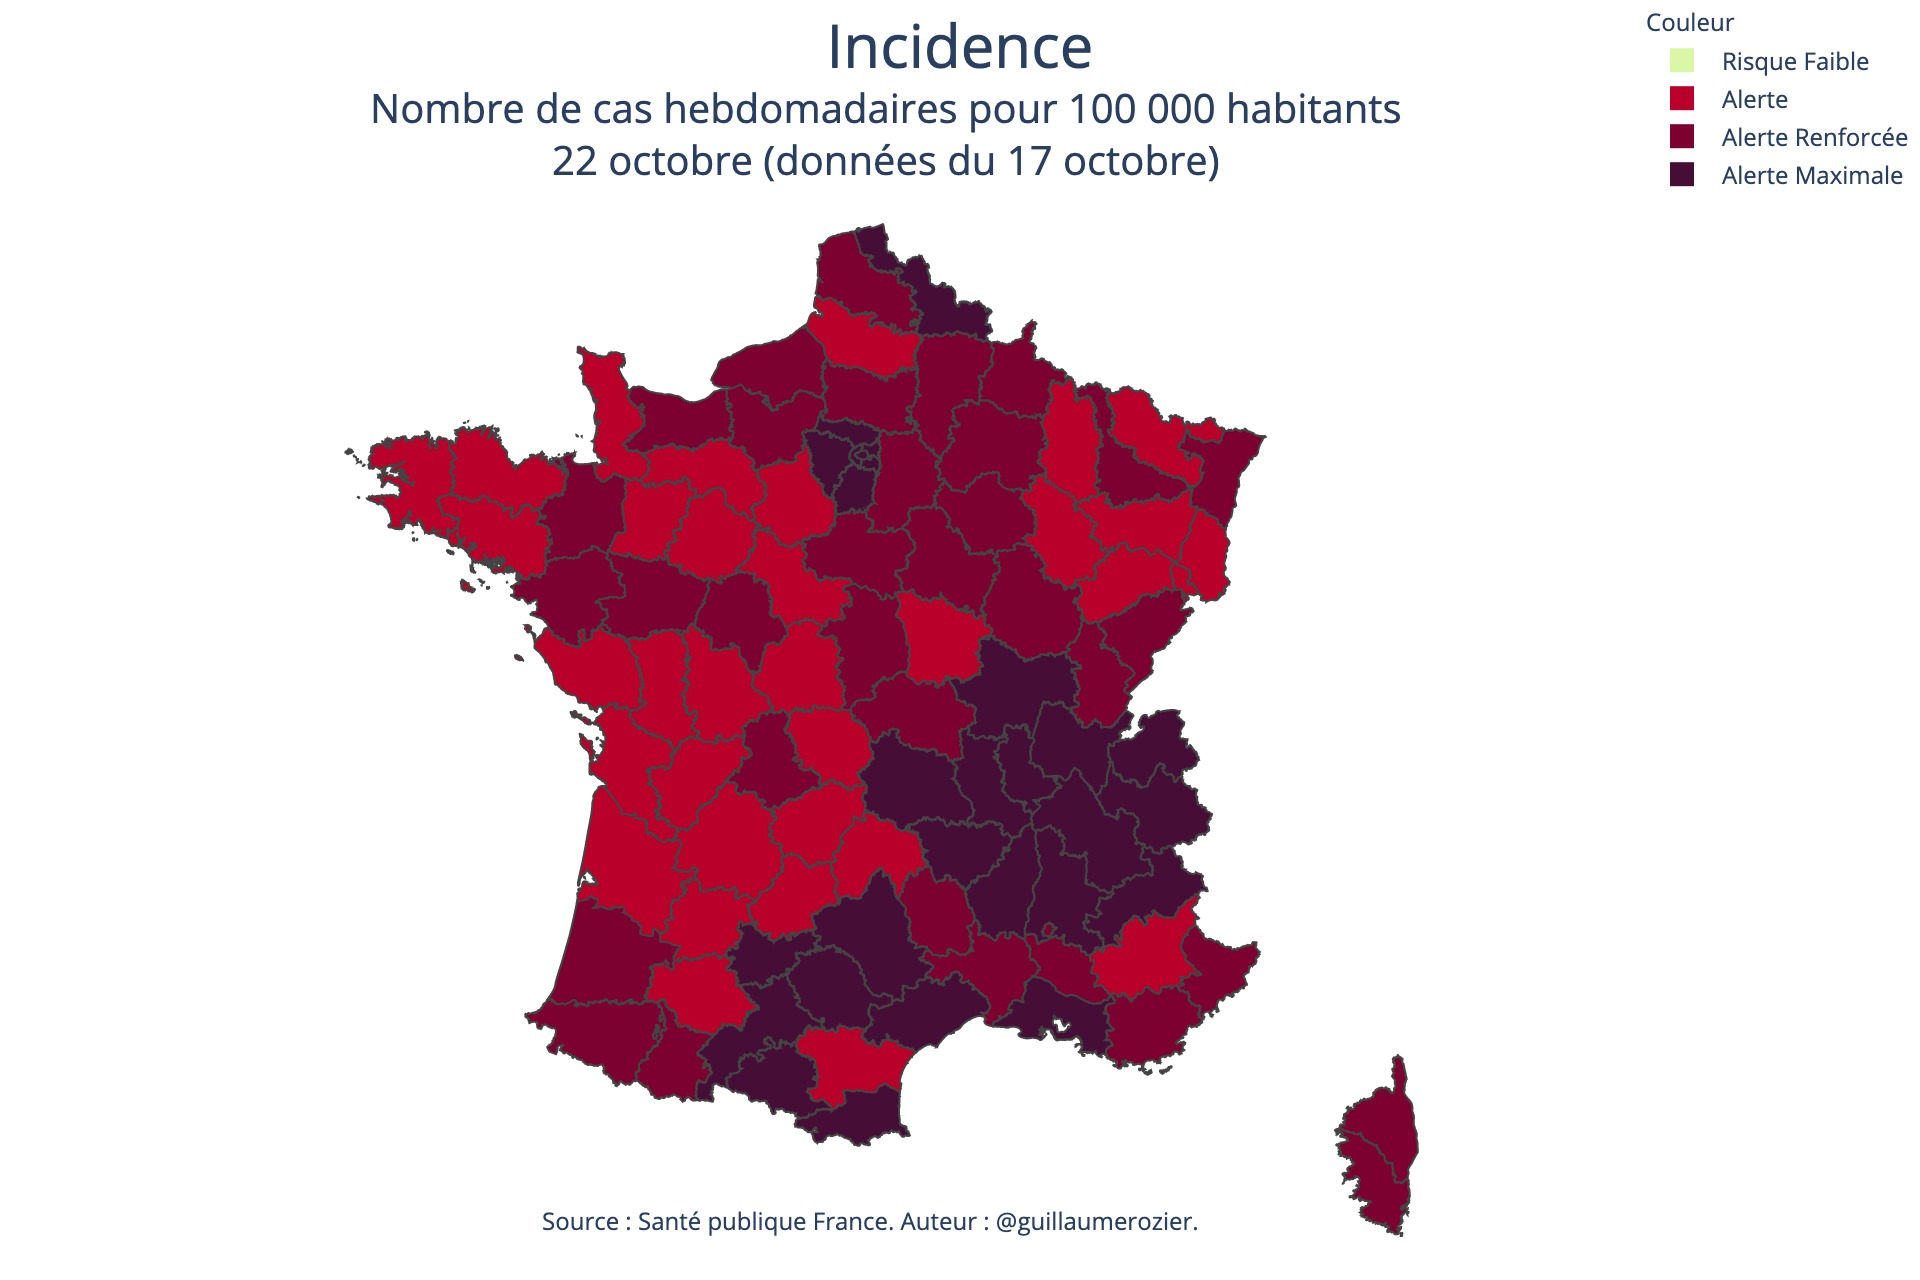 Incidence
Nombre de cas hebdomadaires pour 100 000 habitants
22 octobre (données du 17 octobre)
Couleur
Risque Faible
Alerte
Alerte Renforcée
Alerte Maximale
Source : Santé publique France. Auteur : @guillaumerozier.